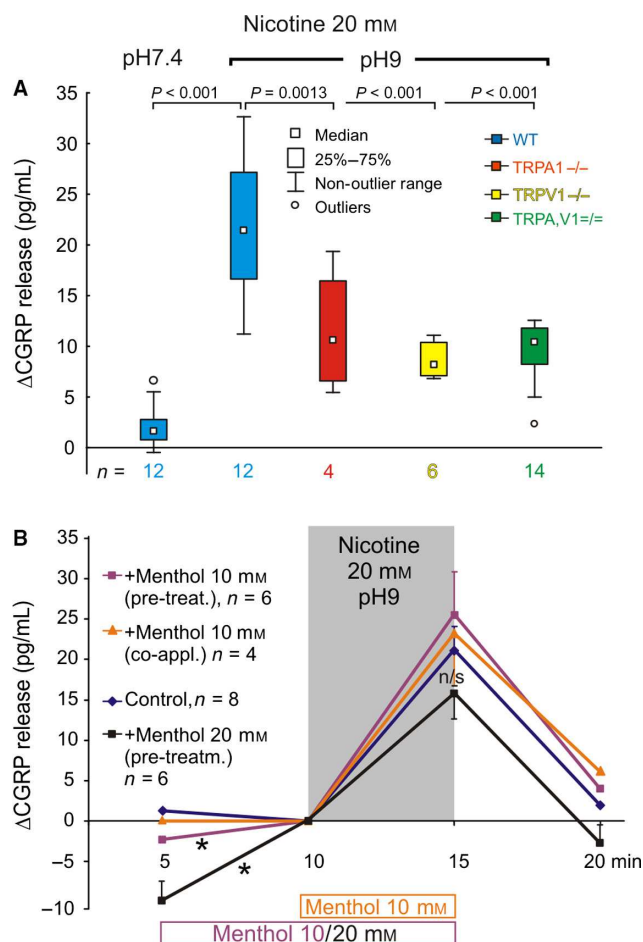 Nicotine 20 mM
pH7.4 pH9
A
P < 0.001 P = 0.0013 P < 0.001 P < 0.001
35
30
25
20
15
10
5
0
ΔCGRP release (pg/mL)
Median
25%–75%
Non-outlier range
Outliers
WT
TRPA1 −/−
TRPV1 −/−
TRPA,V1=/=
n = 12 12 4 6 14
B
35
30
25
20
15
10
5
0
−5
−10
ΔCGRP release (pg/mL)
+Menthol 10 mM
(pre-treat.), n = 6
+Menthol 10 mM
(co-appl.) n = 4
Control, n = 8
+Menthol 20 mM
(pre-treatm.)
n = 6
Nicotine
20 mM
pH9
n/s
* *
5 10 15 20 min
Menthol 10 mM
Menthol 10/20 mM